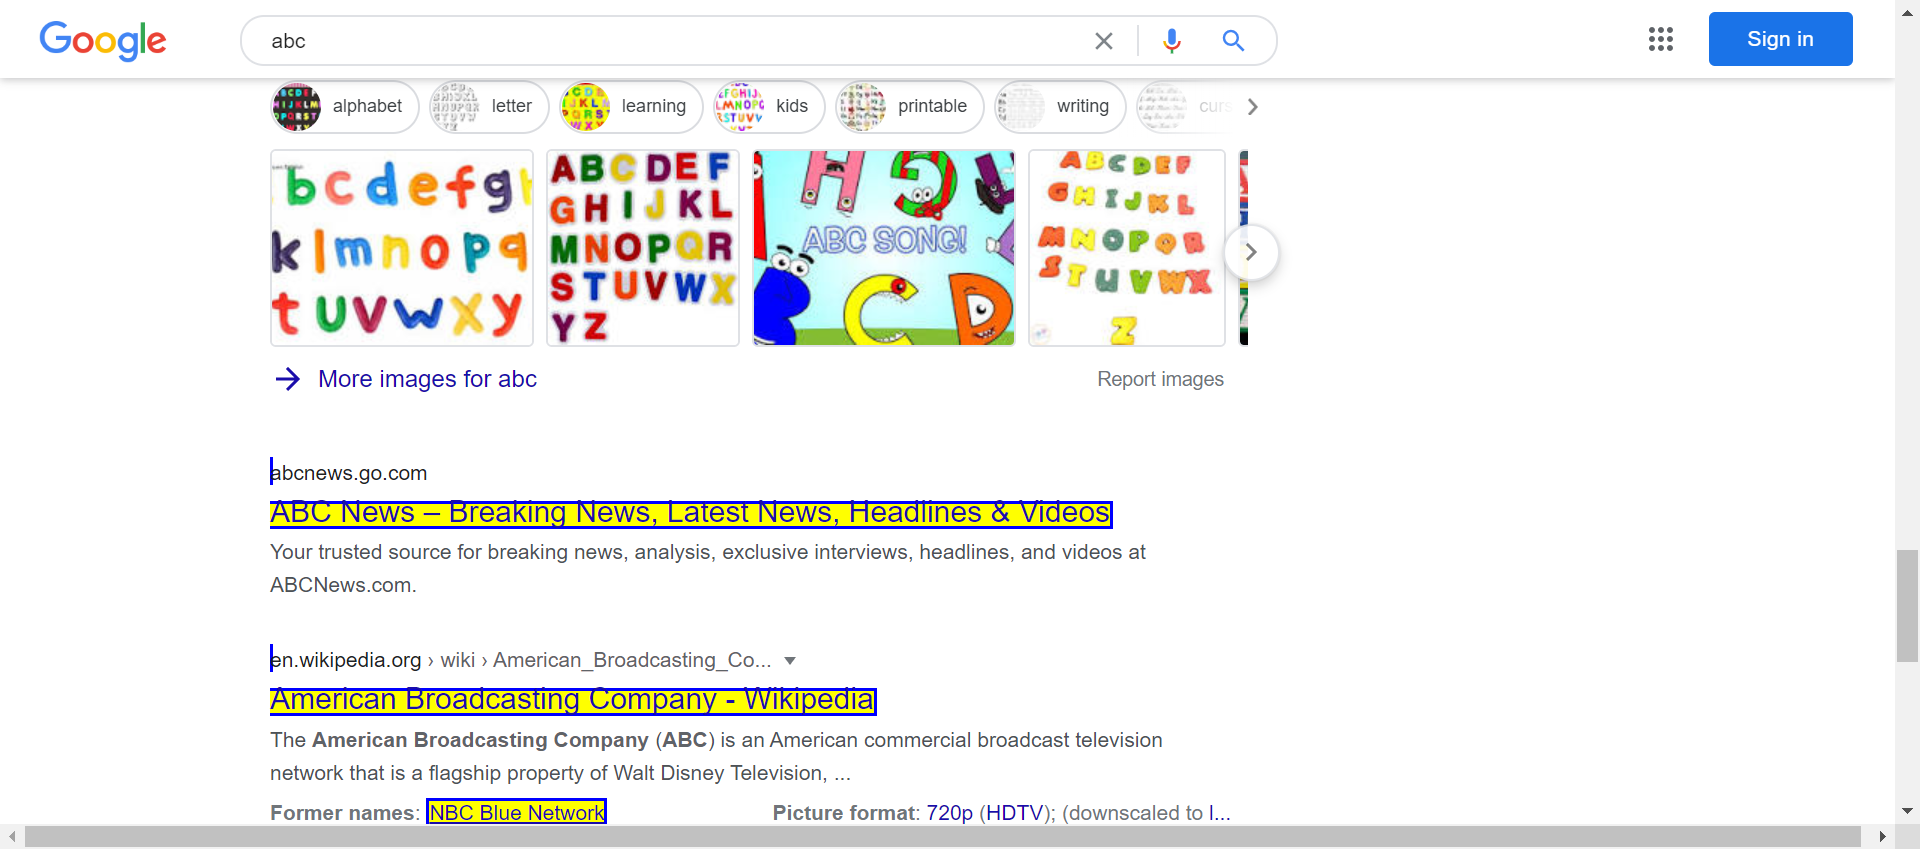 Google
abc
Sign in
alphabet
letter
learning
kids
printable
writing
curs
b c d e f g
k l m n o p q
t u v w x y
A B C D E F
G H I J K L
M N O P Q R
S T U V W X
Y Z
H G
ABC SONG!
B C D
A B C D E F
G H I J K L
M N O P Q R
S T U V W X
Z
More images for abc
Report images
abcnews.go.com
ABC News – Breaking News, Latest News, Headlines & Videos
Your trusted source for breaking news, analysis, exclusive interviews, headlines, and videos at
ABCNews.com.
en.wikipedia.org › wiki › American_Broadcasting_Co...
American Broadcasting Company - Wikipedia
The American Broadcasting Company (ABC) is an American commercial broadcast television
network that is a flagship property of Walt Disney Television, ...
Former names: NBC Blue Network
Picture format: 720p (HDTV); (downscaled to l...